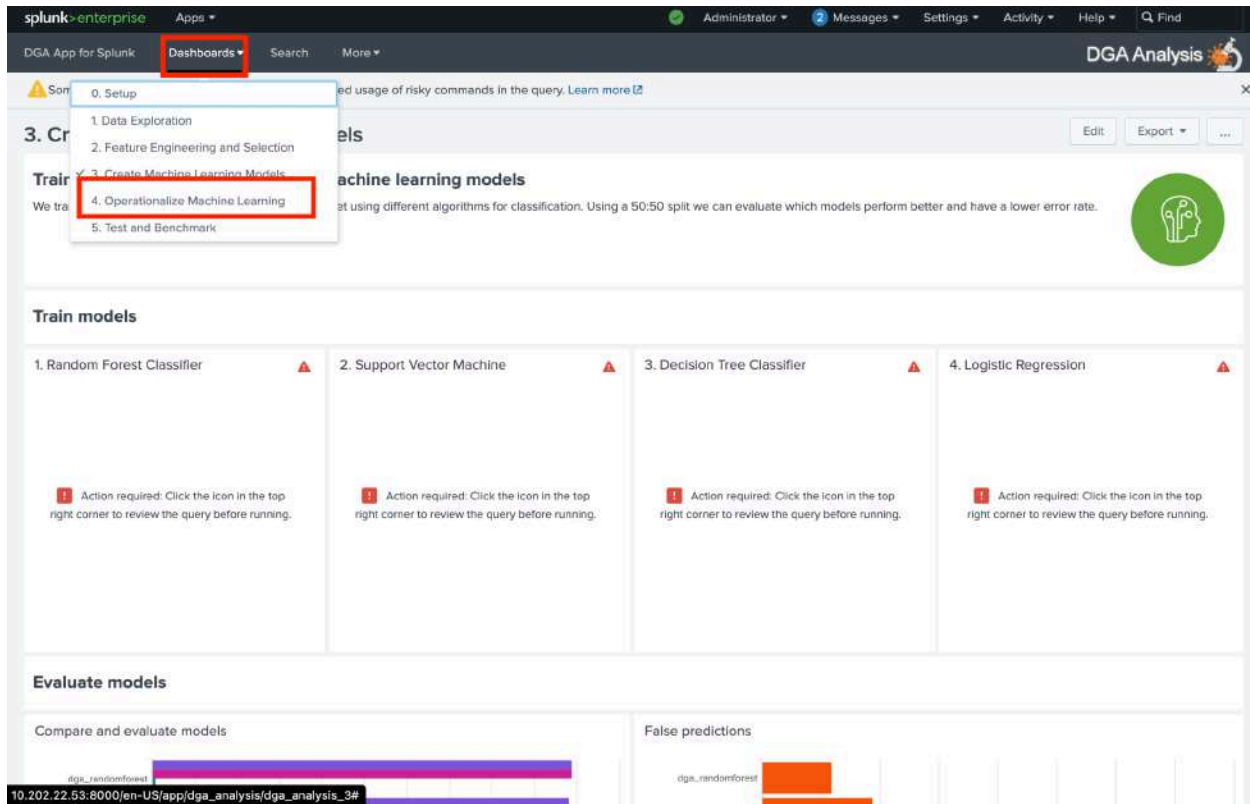 splunk>enterprise Apps Administrator 2 Messages Settings Activity Help Find
DGA App for Splunk Dashboards Search More DGA Analysis
Som ed usage of risky commands in the query. Learn more
0. Setup
1. Data Exploration
2. Feature Engineering and Selection
3. Create Machine Learning Models
4. Operationalize Machine Learning
5. Test and Benchmark
3. Cr els Edit Export ...
Trair achine learning models
We tra et using different algorithms for classification. Using a 50:50 split we can evaluate which models perform better and have a lower error rate.
Train models
1. Random Forest Classifier 2. Support Vector Machine 3. Decision Tree Classifier 4. Logistic Regression
Action required: Click the icon in the top
right corner to review the query before running.
Action required: Click the icon in the top
right corner to review the query before running.
Action required: Click the icon in the top
right corner to review the query before running.
Action required: Click the icon in the top
right corner to review the query before running.
Evaluate models
Compare and evaluate models False predictions
dga_randomforest dga_randomforest
10.202.22.53:8000/en-US/app/dga_analysis/dga_analysis_3#